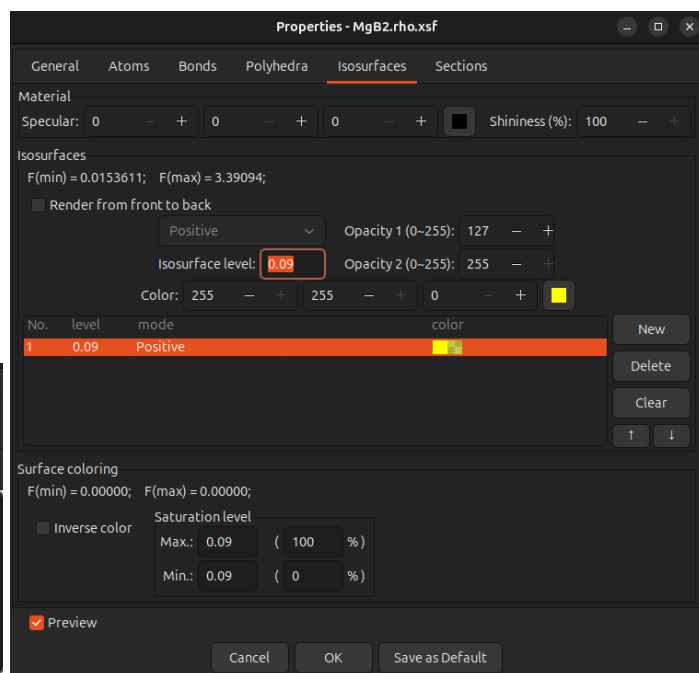 Properties - MgB2.rho.xsf
General Atoms Bonds Polyhedra Isosurfaces Sections
Material
Specular: 0 − + 0 − + 0 − + Shininess (%): 100 − +
Isosurfaces
F(min) = 0.0153611; F(max) = 3.39094;
Render from front to back
Positive Opacity 1 (0~255): 127 − +
Isosurface level: 0.09 Opacity 2 (0~255): 255 − +
Color: 255 − + 255 − + 0 − +
No. level mode color
1 0.09 Positive
New
Delete
Clear
↑ ↓
Surface coloring
F(min) = 0.00000; F(max) = 0.00000;
Inverse color
Saturation level
Max.: 0.09 ( 100 %)
Min.: 0.09 ( 0 %)
Preview
Cancel OK Save as Default